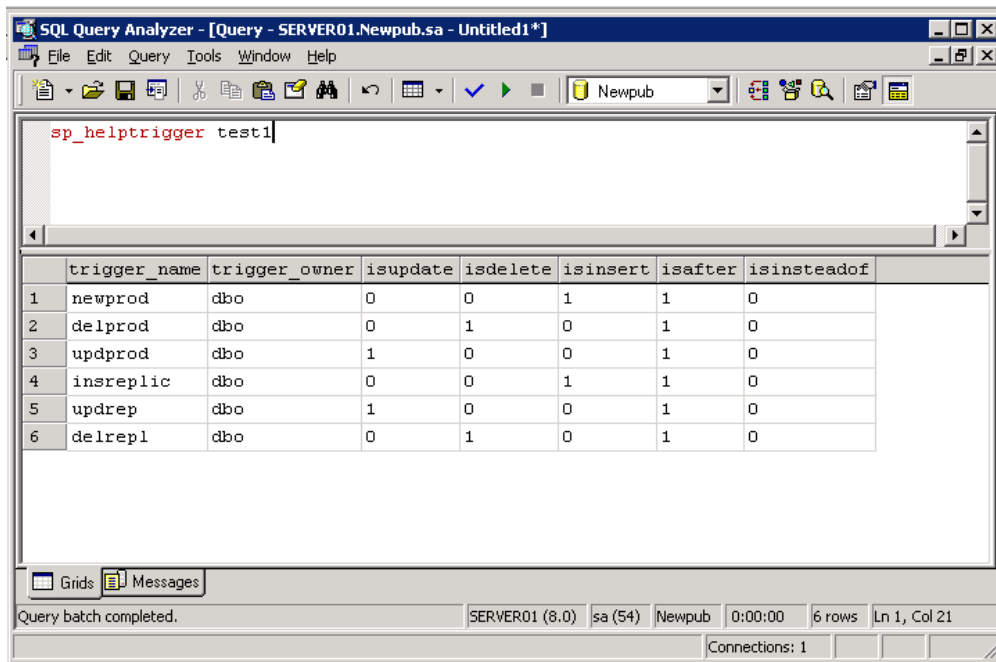 SQL Query Analyzer - [Query - SERVER01.Newpub.sa - Untitled1*]
File Edit Query Tools Window Help
Newpub
sp_helptrigger test1
trigger_name trigger_owner isupdate isdelete isinsert isafter isinsteadof
1 newprod dbo 0 0 1 1 0
2 delprod dbo 0 1 0 1 0
3 updprod dbo 1 0 0 1 0
4 insreplic dbo 0 0 1 1 0
5 updrep dbo 1 0 0 1 0
6 delrepl dbo 0 1 0 1 0
Grids Messages
Query batch completed. SERVER01 (8.0) sa (54) Newpub 0:00:00 6 rows Ln 1, Col 21
Connections: 1